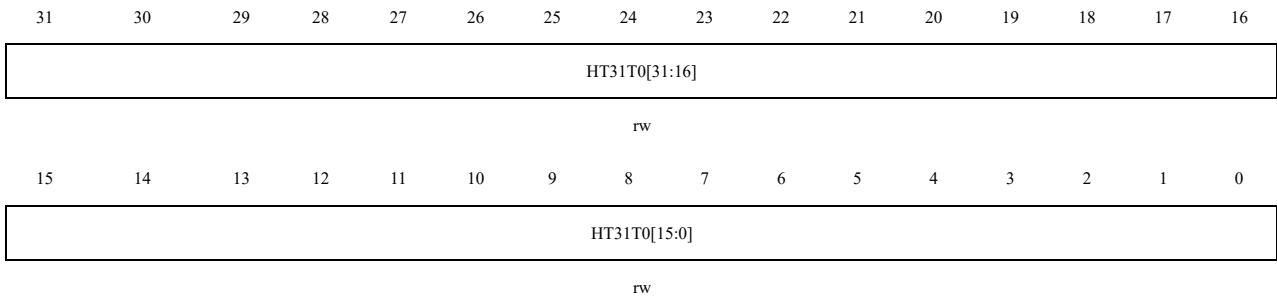 31 30 29 28 27 26 25 24 23 22 21 20 19 18 17 16
HT31T0[31:16]
rw
15 14 13 12 11 10 9 8 7 6 5 4 3 2 1 0
HT31T0[15:0]
rw